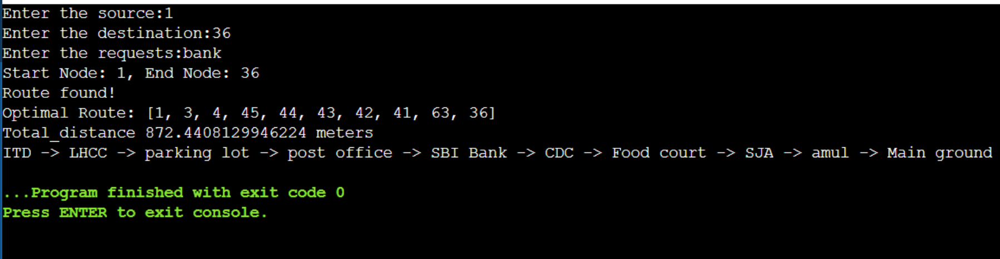 Enter the source:1
Enter the destination:36
Enter the requests:bank
Start Node: 1, End Node: 36
Route found!
Optimal Route: [1, 3, 4, 45, 44, 43, 42, 41, 63, 36]
Total_distance 872.4408129946224 meters
ITD -> LHCC -> parking lot -> post office -> SBI Bank -> CDC -> Food court -> SJA -> amul -> Main ground
...Program finished with exit code 0
Press ENTER to exit console.